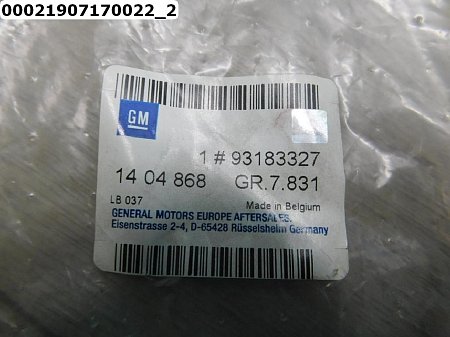 00021907170022_2
GM
1 # 93183327
14 04 868 GR.7.831
LB 037 Made in Belgium
GENERAL MOTORS EUROPE AFTERSALES.
Eisenstrasse 2-4, D-65428 Rüsselsheim Germany